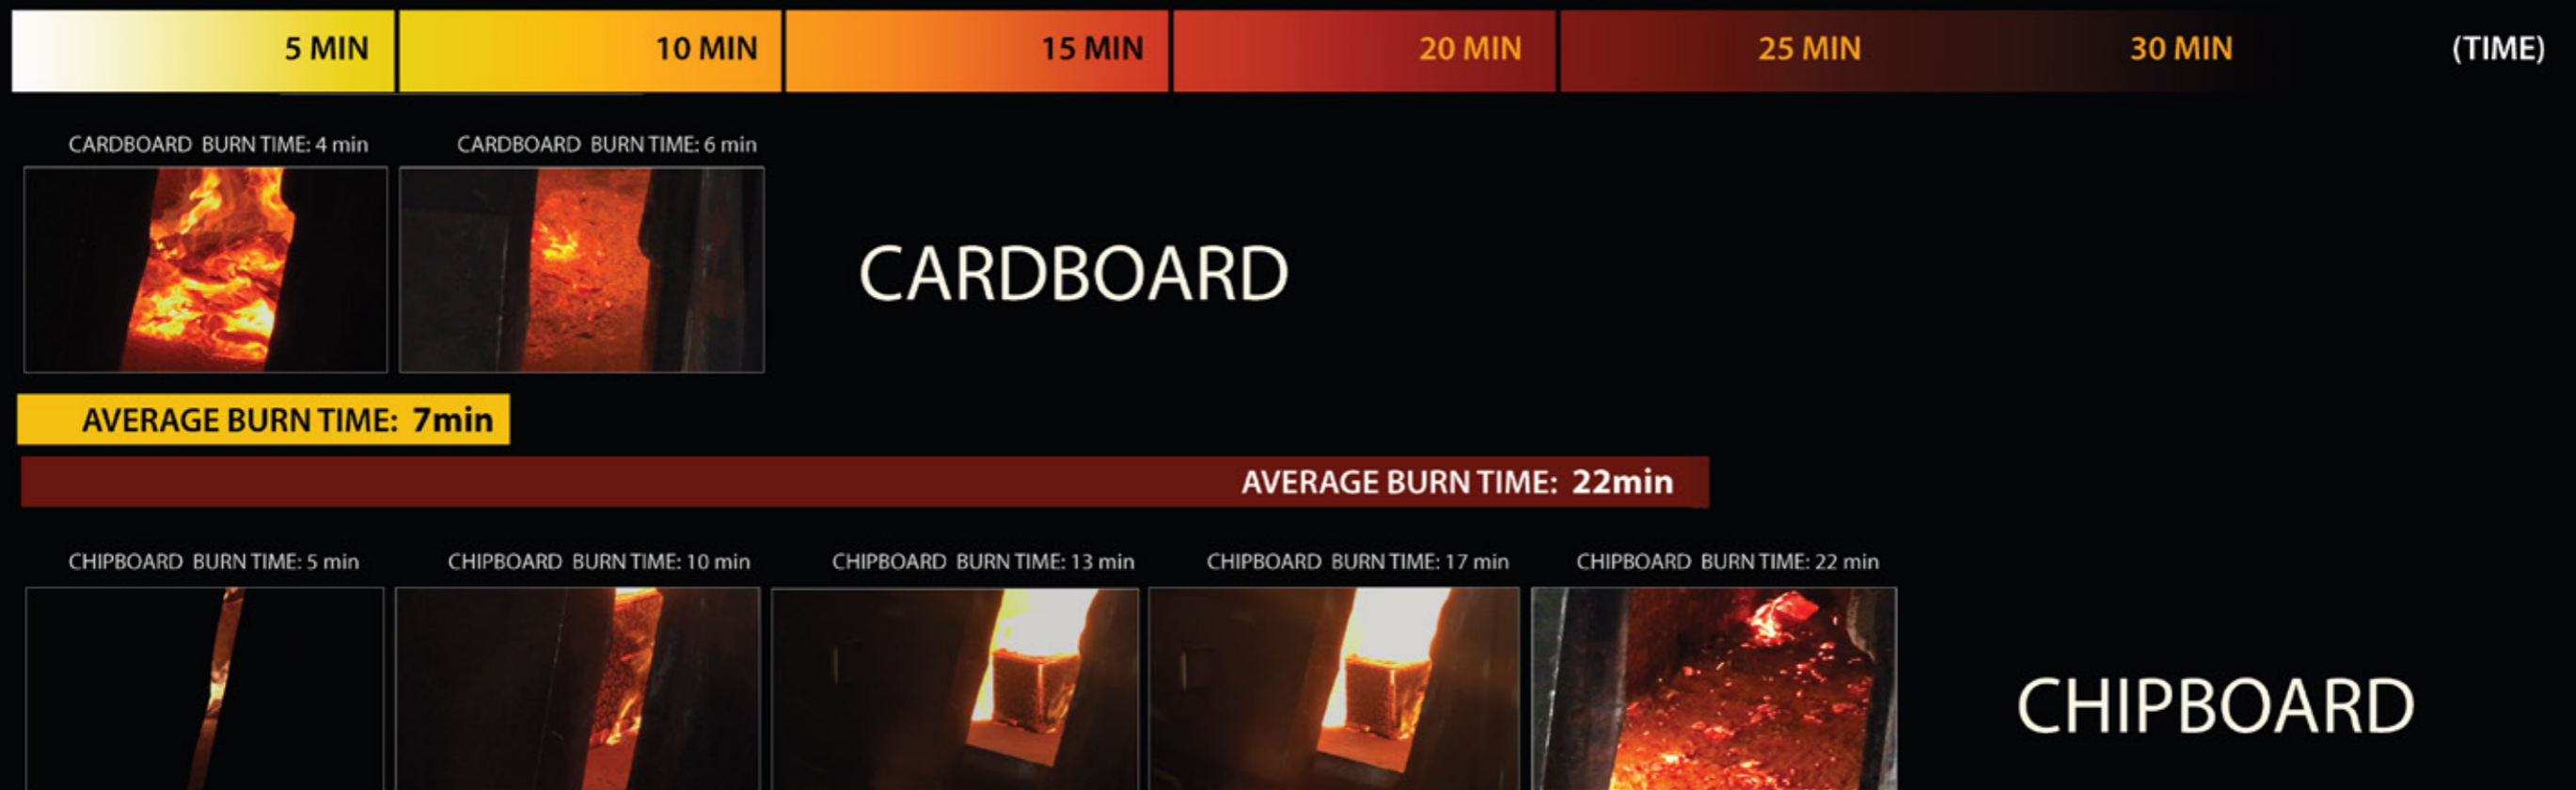 5 MIN 10 MIN 15 MIN 20 MIN 25 MIN 30 MIN (TIME)
CARDBOARD BURN TIME: 4 min CARDBOARD BURN TIME: 6 min
CARDBOARD
AVERAGE BURN TIME: 7min
AVERAGE BURN TIME: 22min
CHIPBOARD BURN TIME: 5 min CHIPBOARD BURN TIME: 10 min CHIPBOARD BURN TIME: 13 min CHIPBOARD BURN TIME: 17 min CHIPBOARD BURN TIME: 22 min
CHIPBOARD